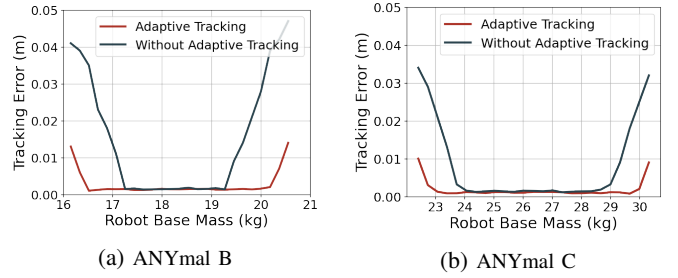 0.05
0.04
0.03
0.02
0.01
0.00
Tracking Error (m)
Adaptive Tracking
Without Adaptive Tracking
16 17 18 19 20 21
Robot Base Mass (kg)
(a) ANYmal B
0.05
0.04
0.03
0.02
0.01
0.00
Tracking Error (m)
Adaptive Tracking
Without Adaptive Tracking
23 24 25 26 27 28 29 30
Robot Base Mass (kg)
(b) ANYmal C